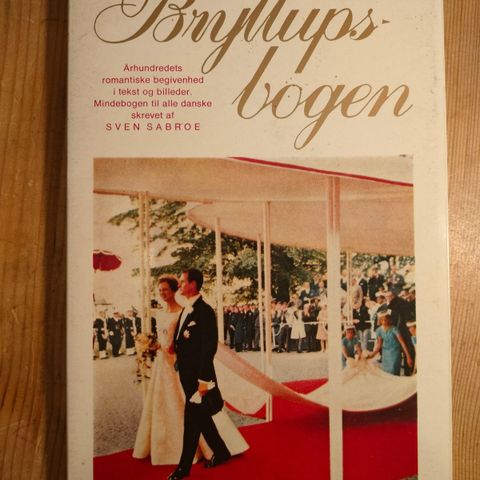 Bryllups-
bogen
Århundredets
romantiske begivenhed
i tekst og billeder.
Mindebogen til alle danske
skrevet af
SVEN SABROE